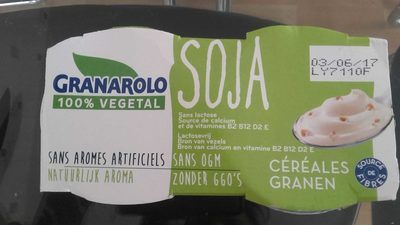 GRANAROLO
100% VEGETAL
SOJA
03/06/17
LY7110F
Sans lactose
Source de calcium
et de vitamines B2 B12 D2 E
Lactosevrij
Bron van vezels
Bron van calcium en vitamine B2 B12 D2 E
SANS AROMES ARTIFICIELS
NATUURLIJK AROMA
SANS OGM
ZONDER GGO'S
CÉRÉALES
GRANEN
SOURCE
DE
FIBRES